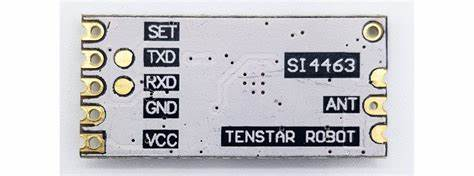 SET
TXD
SI4463
RXD
GND
ANT
VCC
TENSTAR ROBOT